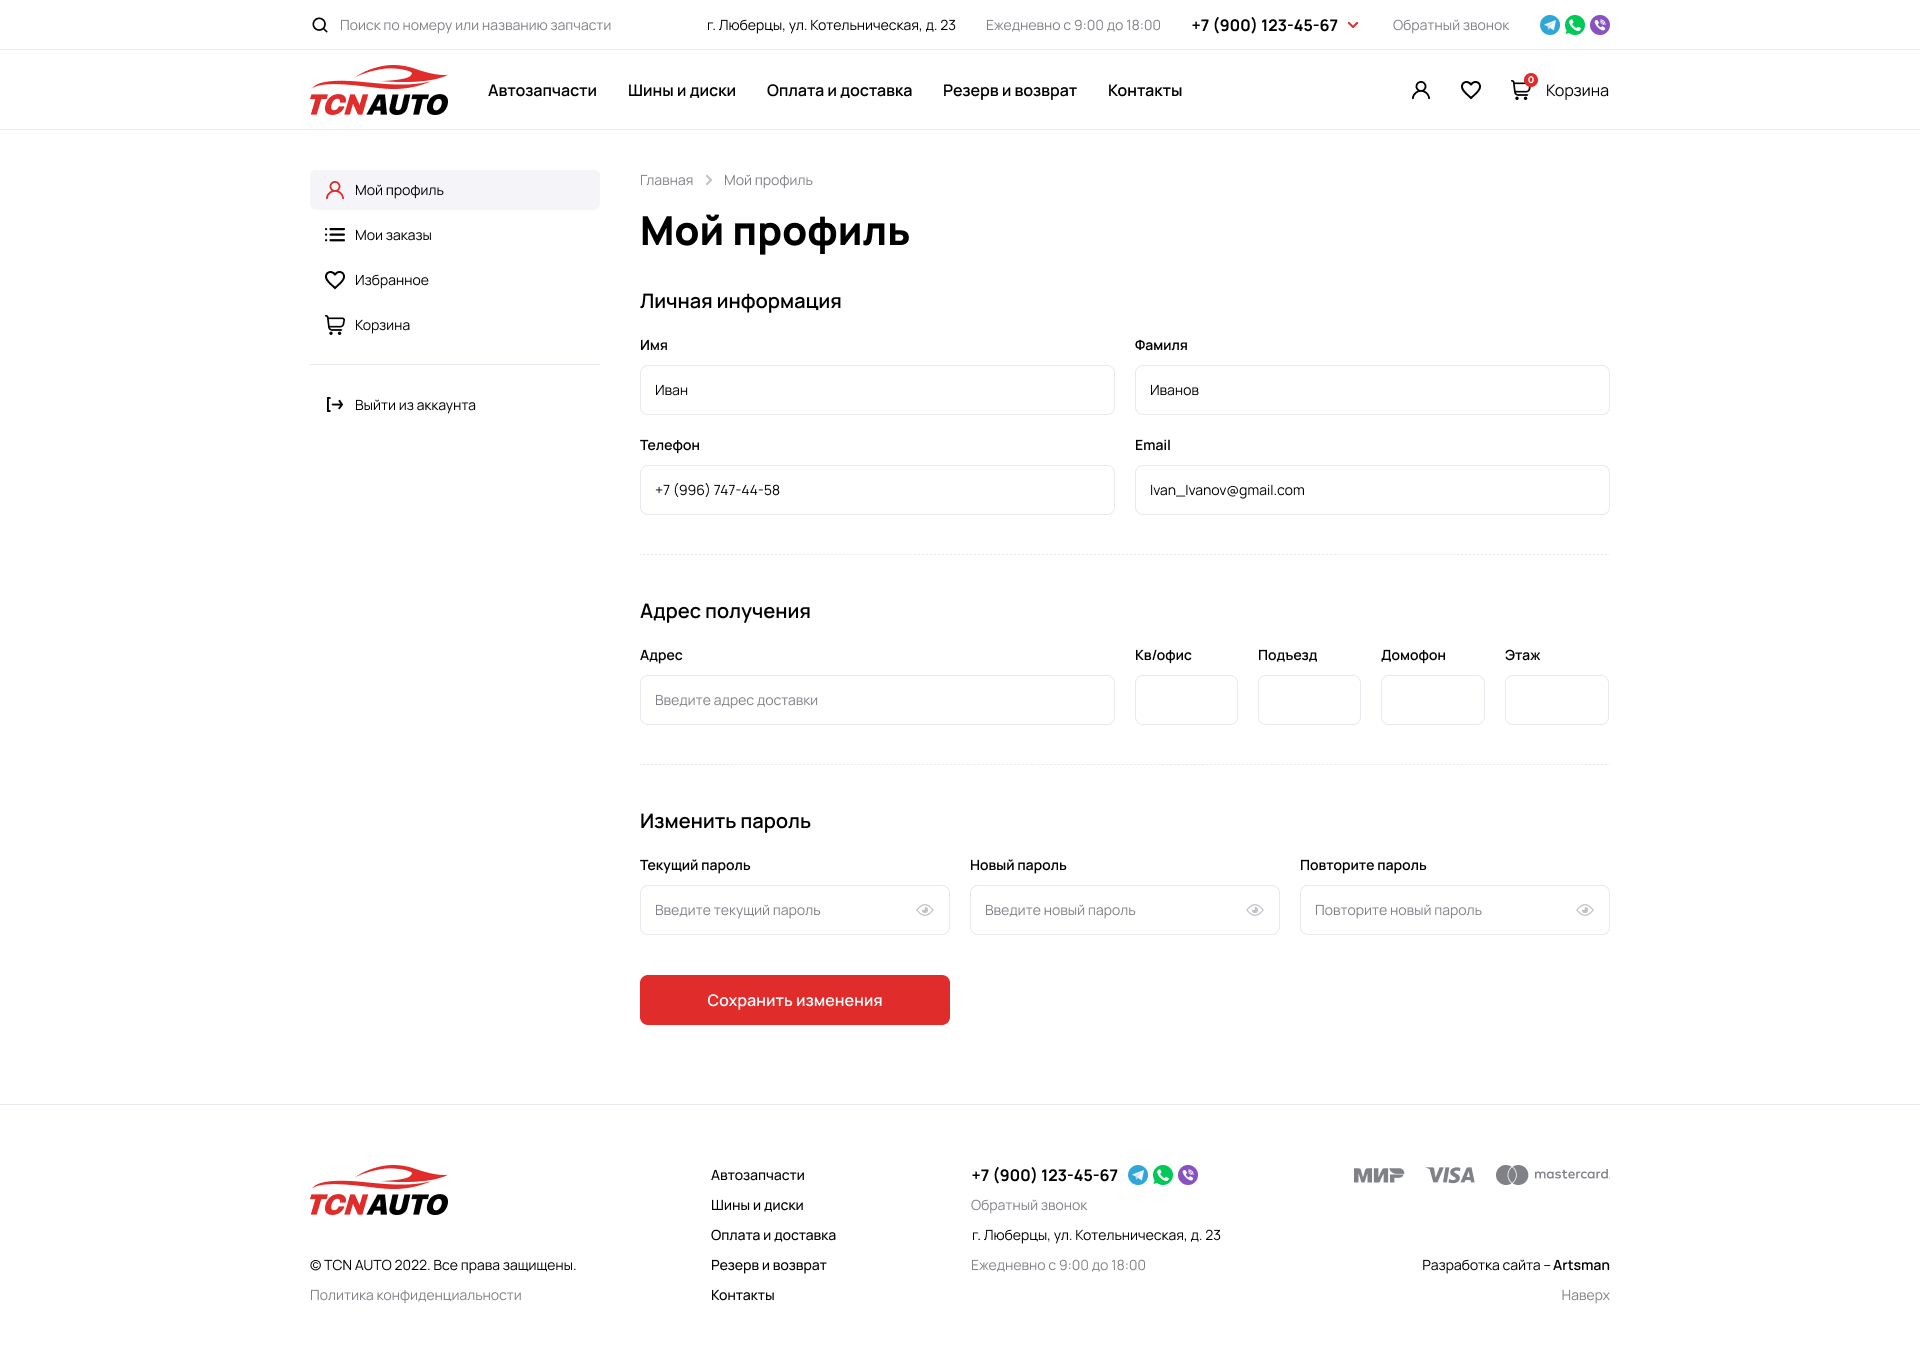 Поиск по номеру или названию запчасти
г. Люберцы, ул. Котельническая, д. 23
Ежедневно с 9:00 до 18:00
+7 (900) 123-45-67
Обратный звонок
TCNAUTO
Автозапчасти
Шины и диски
Оплата и доставка
Резерв и возврат
Контакты
0
Корзина
Мой профиль
Мои заказы
Избранное
Корзина
Выйти из аккаунта
Главная
Мой профиль
Мой профиль
Личная информация
Имя
Фамиля
Иван
Иванов
Телефон
Email
+7 (996) 747-44-58
Ivan_Ivanov@gmail.com
Адрес получения
Адрес
Кв/офис
Подъезд
Домофон
Этаж
Введите адрес доставки
Изменить пароль
Текущий пароль
Новый пароль
Повторите пароль
Введите текущий пароль
Введите новый пароль
Повторите новый пароль
Сохранить изменения
TCNAUTO
© TCN AUTO 2022. Все права защищены.
Политика конфиденциальности
Автозапчасти
Шины и диски
Оплата и доставка
Резерв и возврат
Контакты
+7 (900) 123-45-67
Обратный звонок
г. Люберцы, ул. Котельническая, д. 23
Ежедневно с 9:00 до 18:00
МИР
VISA
mastercard.
Разработка сайта – Artsman
Наверх